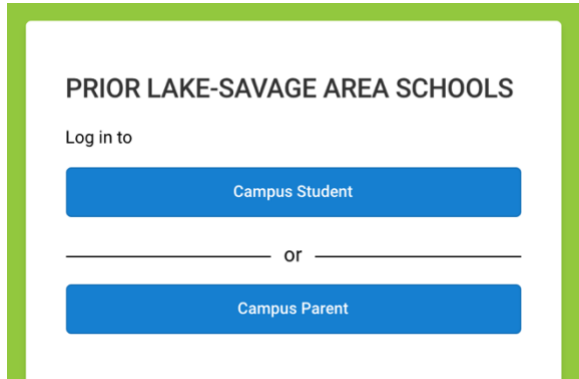 PRIOR LAKE-SAVAGE AREA SCHOOLS
Log in to
Campus Student
or
Campus Parent